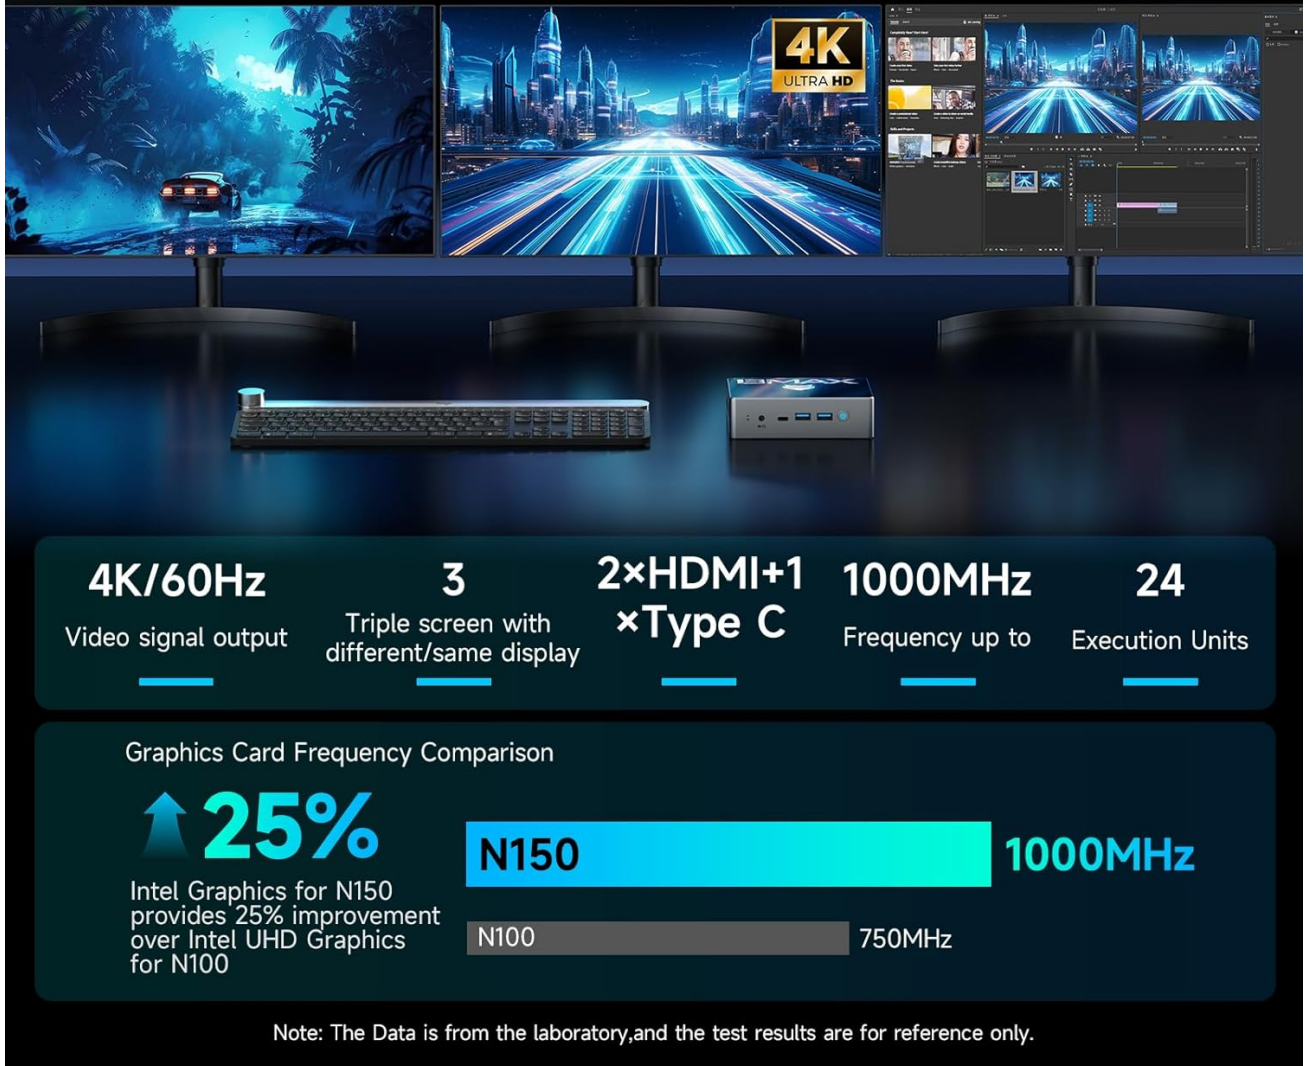 4K
ULTRA HD
BMAX
4K/60Hz
Video signal output
3
Triple screen with
different/same display
2×HDMI+1
×Type C
1000MHz
Frequency up to
24
Execution Units
Graphics Card Frequency Comparison
25%
Intel Graphics for N150
provides 25% improvement
over Intel UHD Graphics
for N100
N150
1000MHz
N100
750MHz
Note: The Data is from the laboratory,and the test results are for reference only.